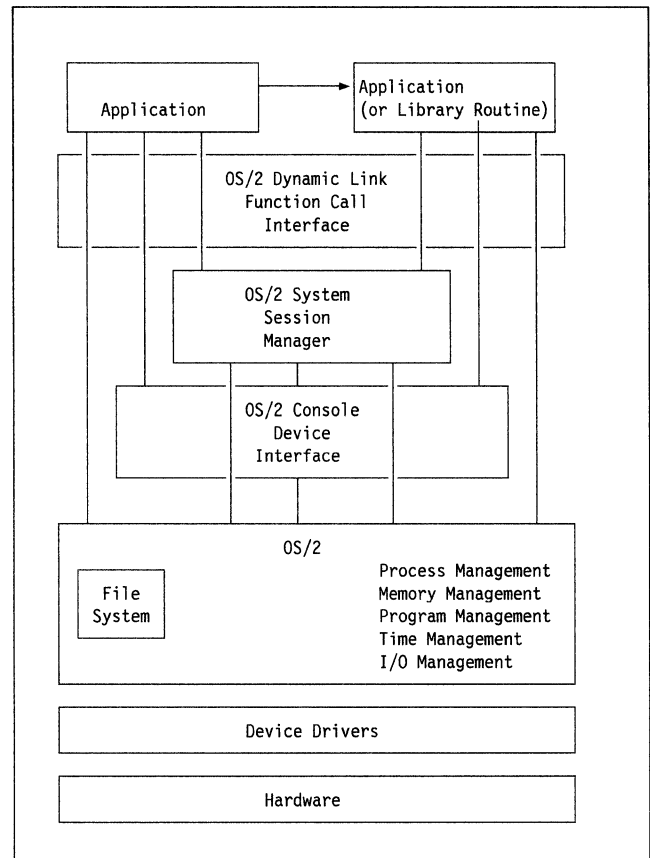 Application
Application
(or Library Routine)
OS/2 Dynamic Link
Function Call
Interface
OS/2 System
Session
Manager
OS/2 Console
Device
Interface
OS/2
File
System
Process Management
Memory Management
Program Management
Time Management
I/O Management
Device Drivers
Hardware